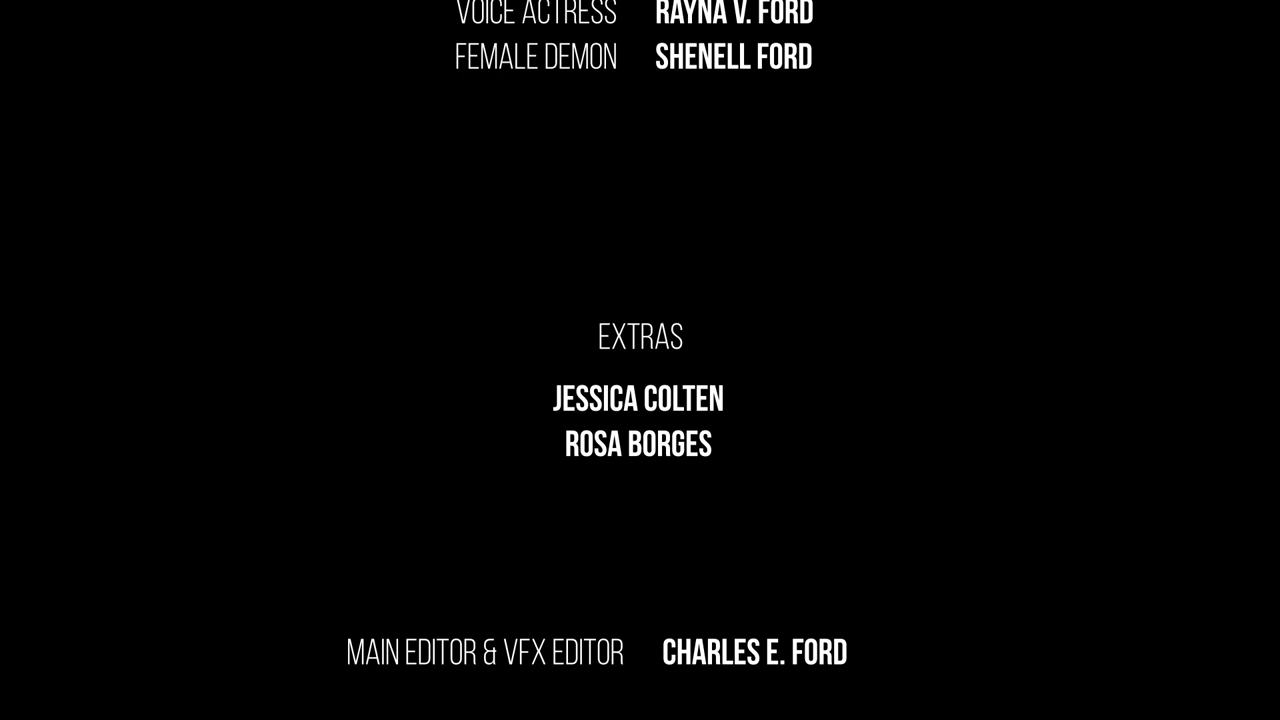 VOICE ACTRESS RAYNA V. FORD
FEMALE DEMON SHENELL FORD
EXTRAS
JESSICA COLTEN
ROSA BORGES
MAIN EDITOR & VFX EDITOR CHARLES E. FORD